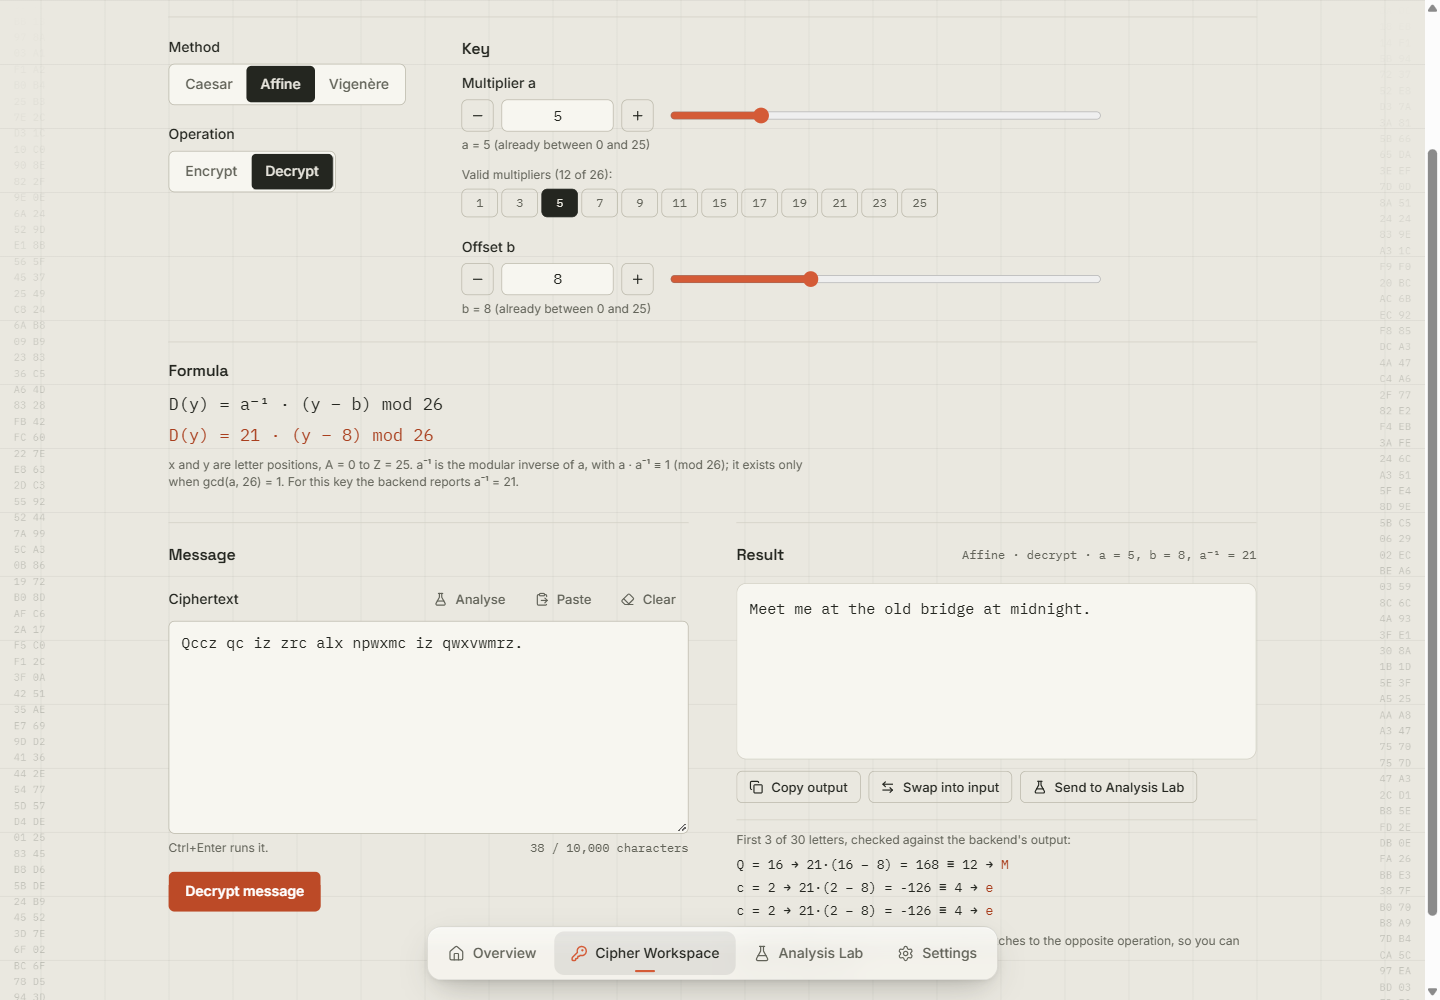 Method
Caesar Affine Vigenère
Operation
Encrypt Decrypt
Key
Multiplier a
− 5 +
a = 5 (already between 0 and 25)
Valid multipliers (12 of 26):
1 3 5 7 9 11 15 17 19 21 23 25
Offset b
− 8 +
b = 8 (already between 0 and 25)
Formula
D(y) = a⁻¹ · (y − b) mod 26
D(y) = 21 · (y − 8) mod 26
x and y are letter positions, A = 0 to Z = 25. a⁻¹ is the modular inverse of a, with a · a⁻¹ ≡ 1 (mod 26); it exists only
when gcd(a, 26) = 1. For this key the backend reports a⁻¹ = 21.
Message
Ciphertext Analyse Paste Clear
Qccz qc iz zrc alx npwxmc iz qwxvwmrz.
Ctrl+Enter runs it. 38 / 10,000 characters
Decrypt message
Result Affine · decrypt · a = 5, b = 8, a⁻¹ = 21
Meet me at the old bridge at midnight.
Copy output Swap into input Send to Analysis Lab
First 3 of 30 letters, checked against the backend's output:
Q = 16 → 21·(16 − 8) = 168 ≡ 12 → M
c = 2 → 21·(2 − 8) = -126 ≡ 4 → e
c = 2 → 21·(2 − 8) = -126 ≡ 4 → e
ches to the opposite operation, so you can
Overview Cipher Workspace Analysis Lab Settings